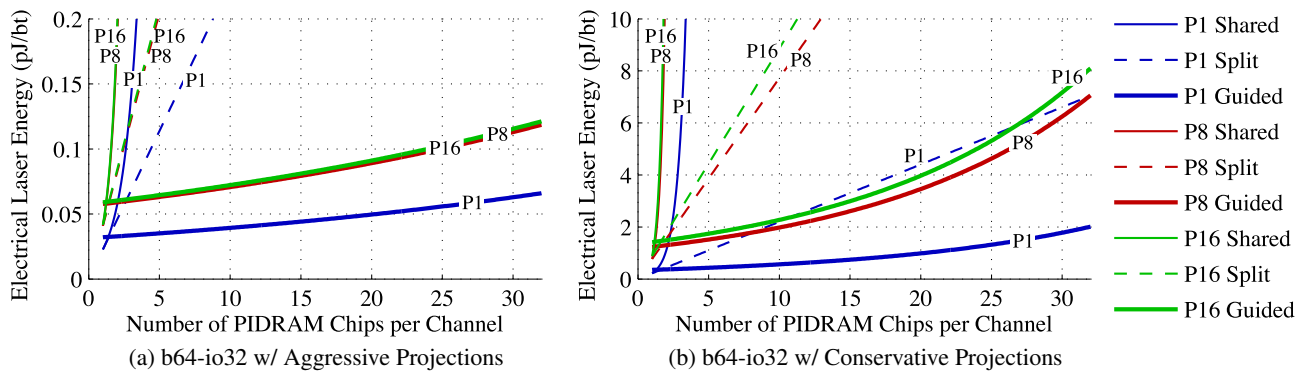 Electrical Laser Energy (pJ/bt)
0.2
0.15
0.1
0.05
0
0 5 10 15 20 25 30
P16
P8
P1
P16
P8
P1
P16
P8
P1
Number of PIDRAM Chips per Channel
(a) b64-io32 w/ Aggressive Projections
Electrical Laser Energy (pJ/bt)
10
8
6
4
2
0
0 5 10 15 20 25 30
P16
P8
P1
P16
P8
P1
P16
P8
P1
Number of PIDRAM Chips per Channel
(b) b64-io32 w/ Conservative Projections
P1 Shared
P1 Split
P1 Guided
P8 Shared
P8 Split
P8 Guided
P16 Shared
P16 Split
P16 Guided